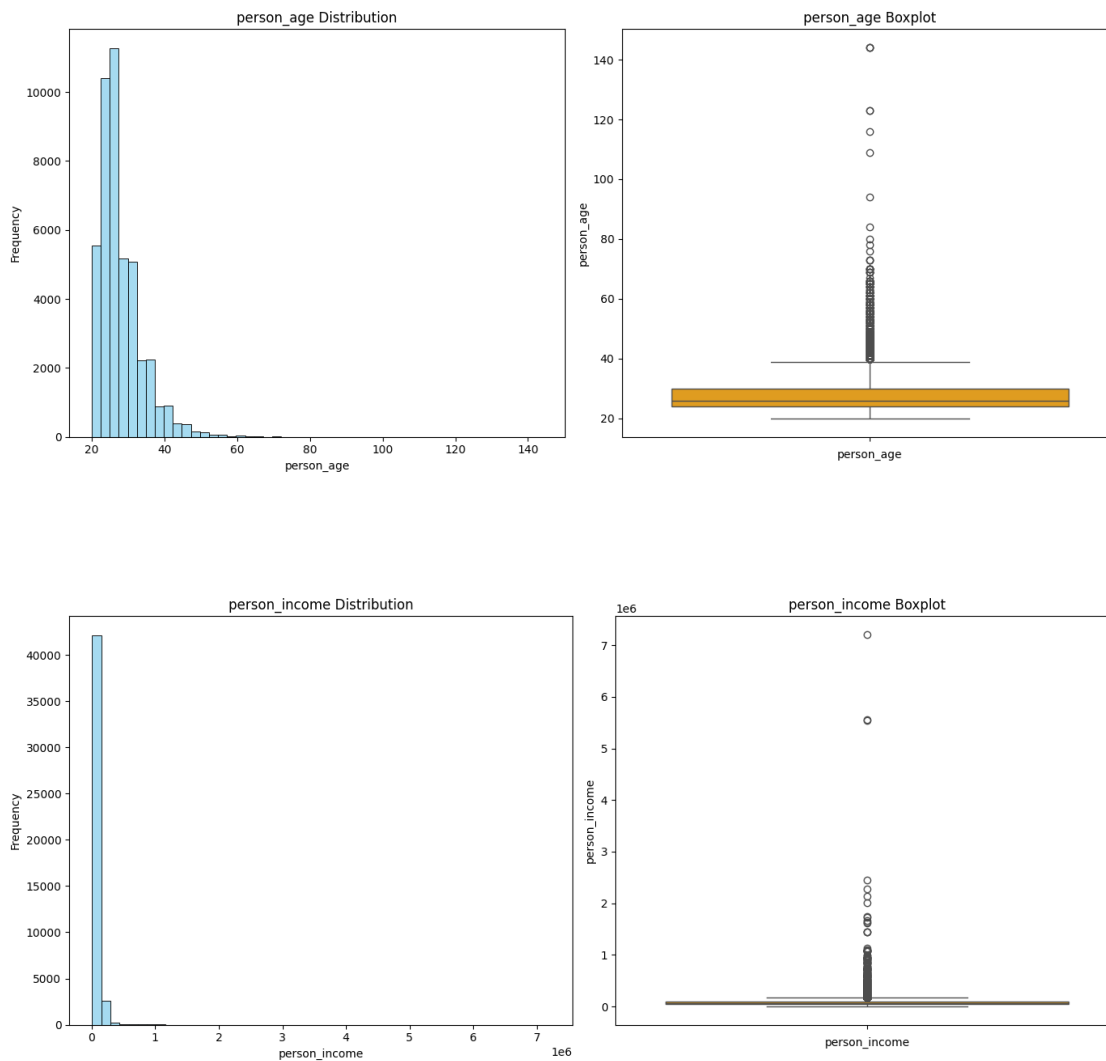 person_age Distribution
10000
8000
6000
4000
2000
0
Frequency
20 40 60 80 100 120 140
person_age
person_age Boxplot
140
120
100
80
60
40
20
person_age
person_age
person_income Distribution
40000
35000
30000
25000
20000
15000
10000
5000
0
Frequency
0 1 2 3 4 5 6 7
1e6
person_income
person_income Boxplot
1e6
7
6
5
4
3
2
1
0
person_income
person_income